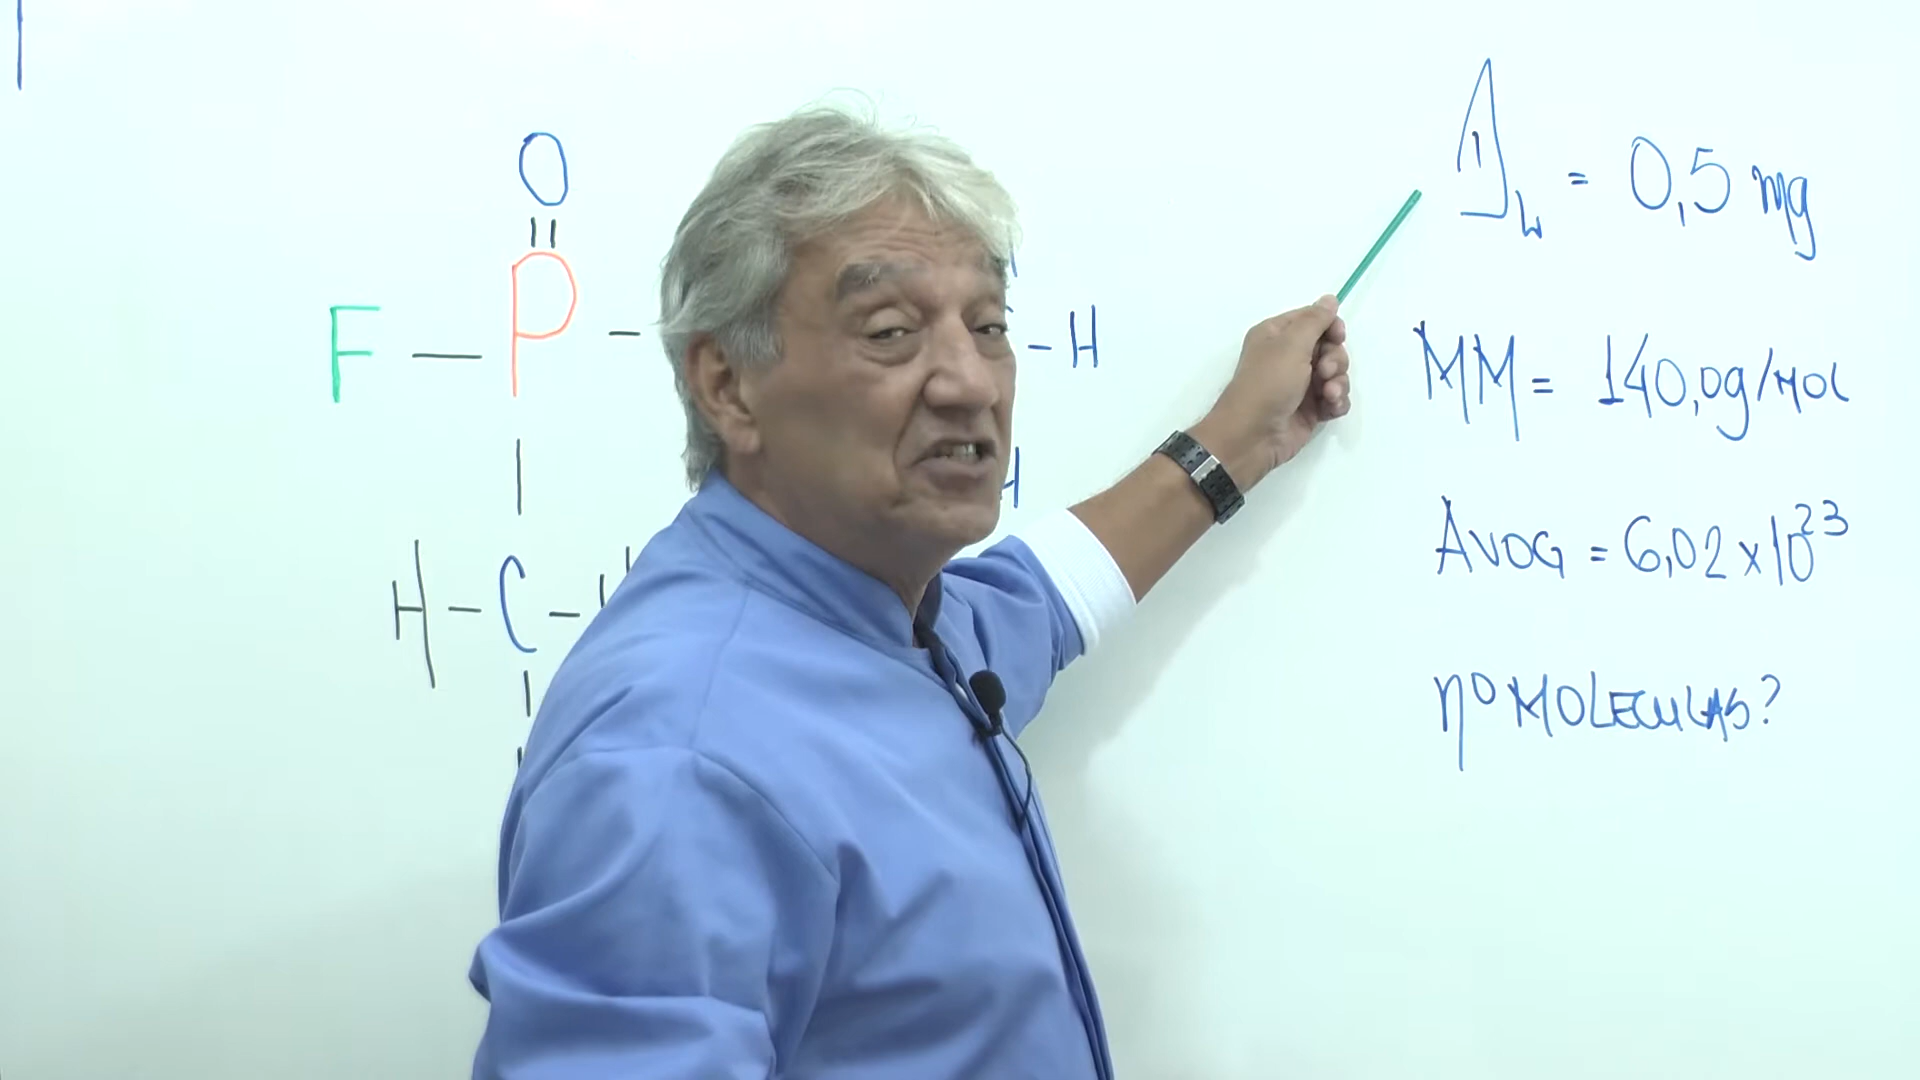 O
F — P —
— H
H
H — C —
D L = 0,5 mg
MM = 140,0g/MOL
AVOG = 6,02 x 10²³
nº MOLECULAS?